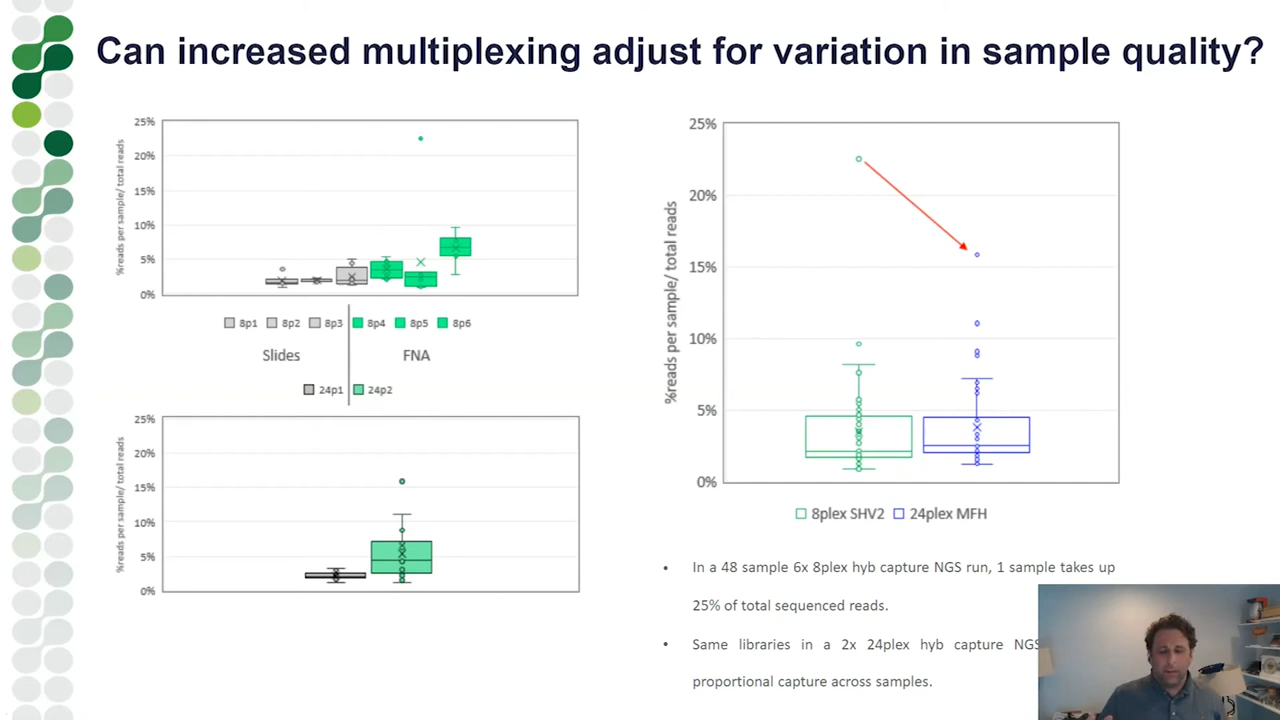 Can increased multiplexing adjust for variation in sample quality?
%reads per sample/ total reads
25%
20%
15%
10%
5%
0%
8p1 8p2 8p3 8p4 8p5 8p6
Slides FNA
24p1 24p2
%reads per sample/ total reads
25%
20%
15%
10%
5%
0%
%reads per sample/ total reads
25%
20%
15%
10%
5%
0%
8plex SHV2 24plex MFH
• In a 48 sample 6x 8plex hyb capture NGS run, 1 sample takes up
25% of total sequenced reads.
• Same libraries in a 2x 24plex hyb capture NGS
proportional capture across samples.